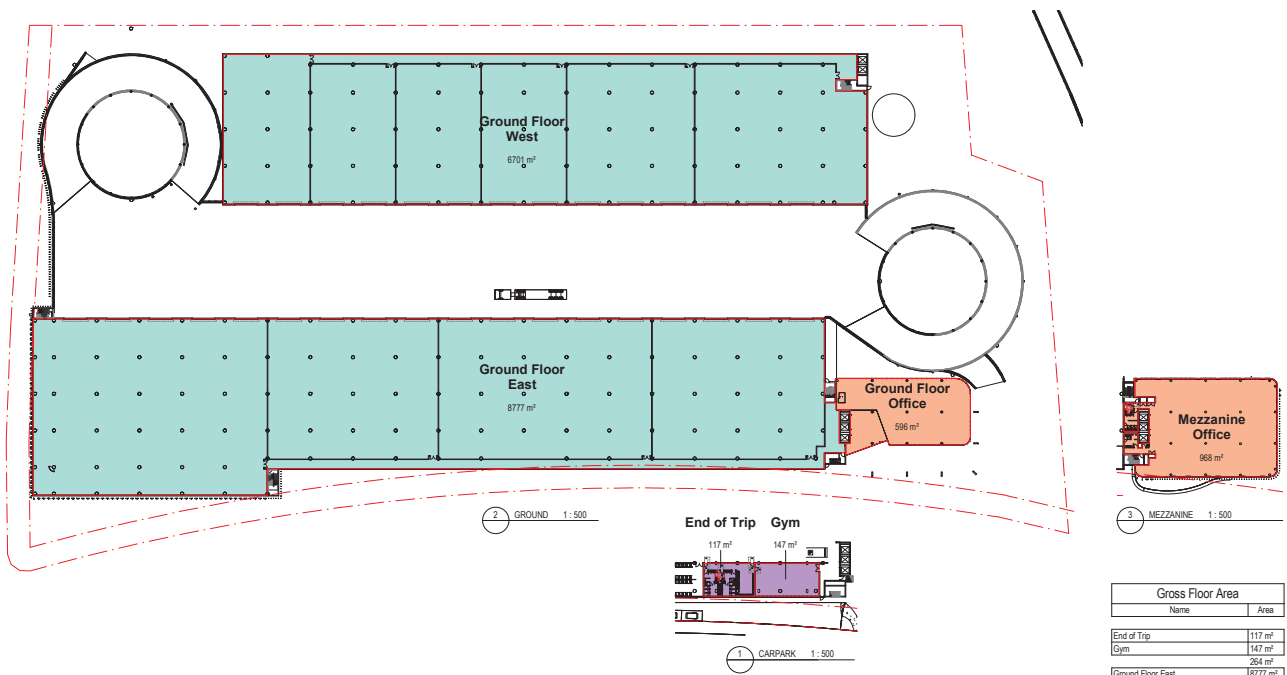 Ground Floor
West
6701 m²
Ground Floor
East
8777 m²
Ground Floor
Office
596 m²
Mezzanine
Office
968 m²
2 GROUND 1 : 500
3 MEZZANINE 1 : 500
End of Trip Gym
117 m² 147 m²
1 CARPARK 1 : 500
Gross Floor Area
Name Area
End of Trip 117 m²
Gym 147 m²
264 m²
Ground Floor East 8777 m²